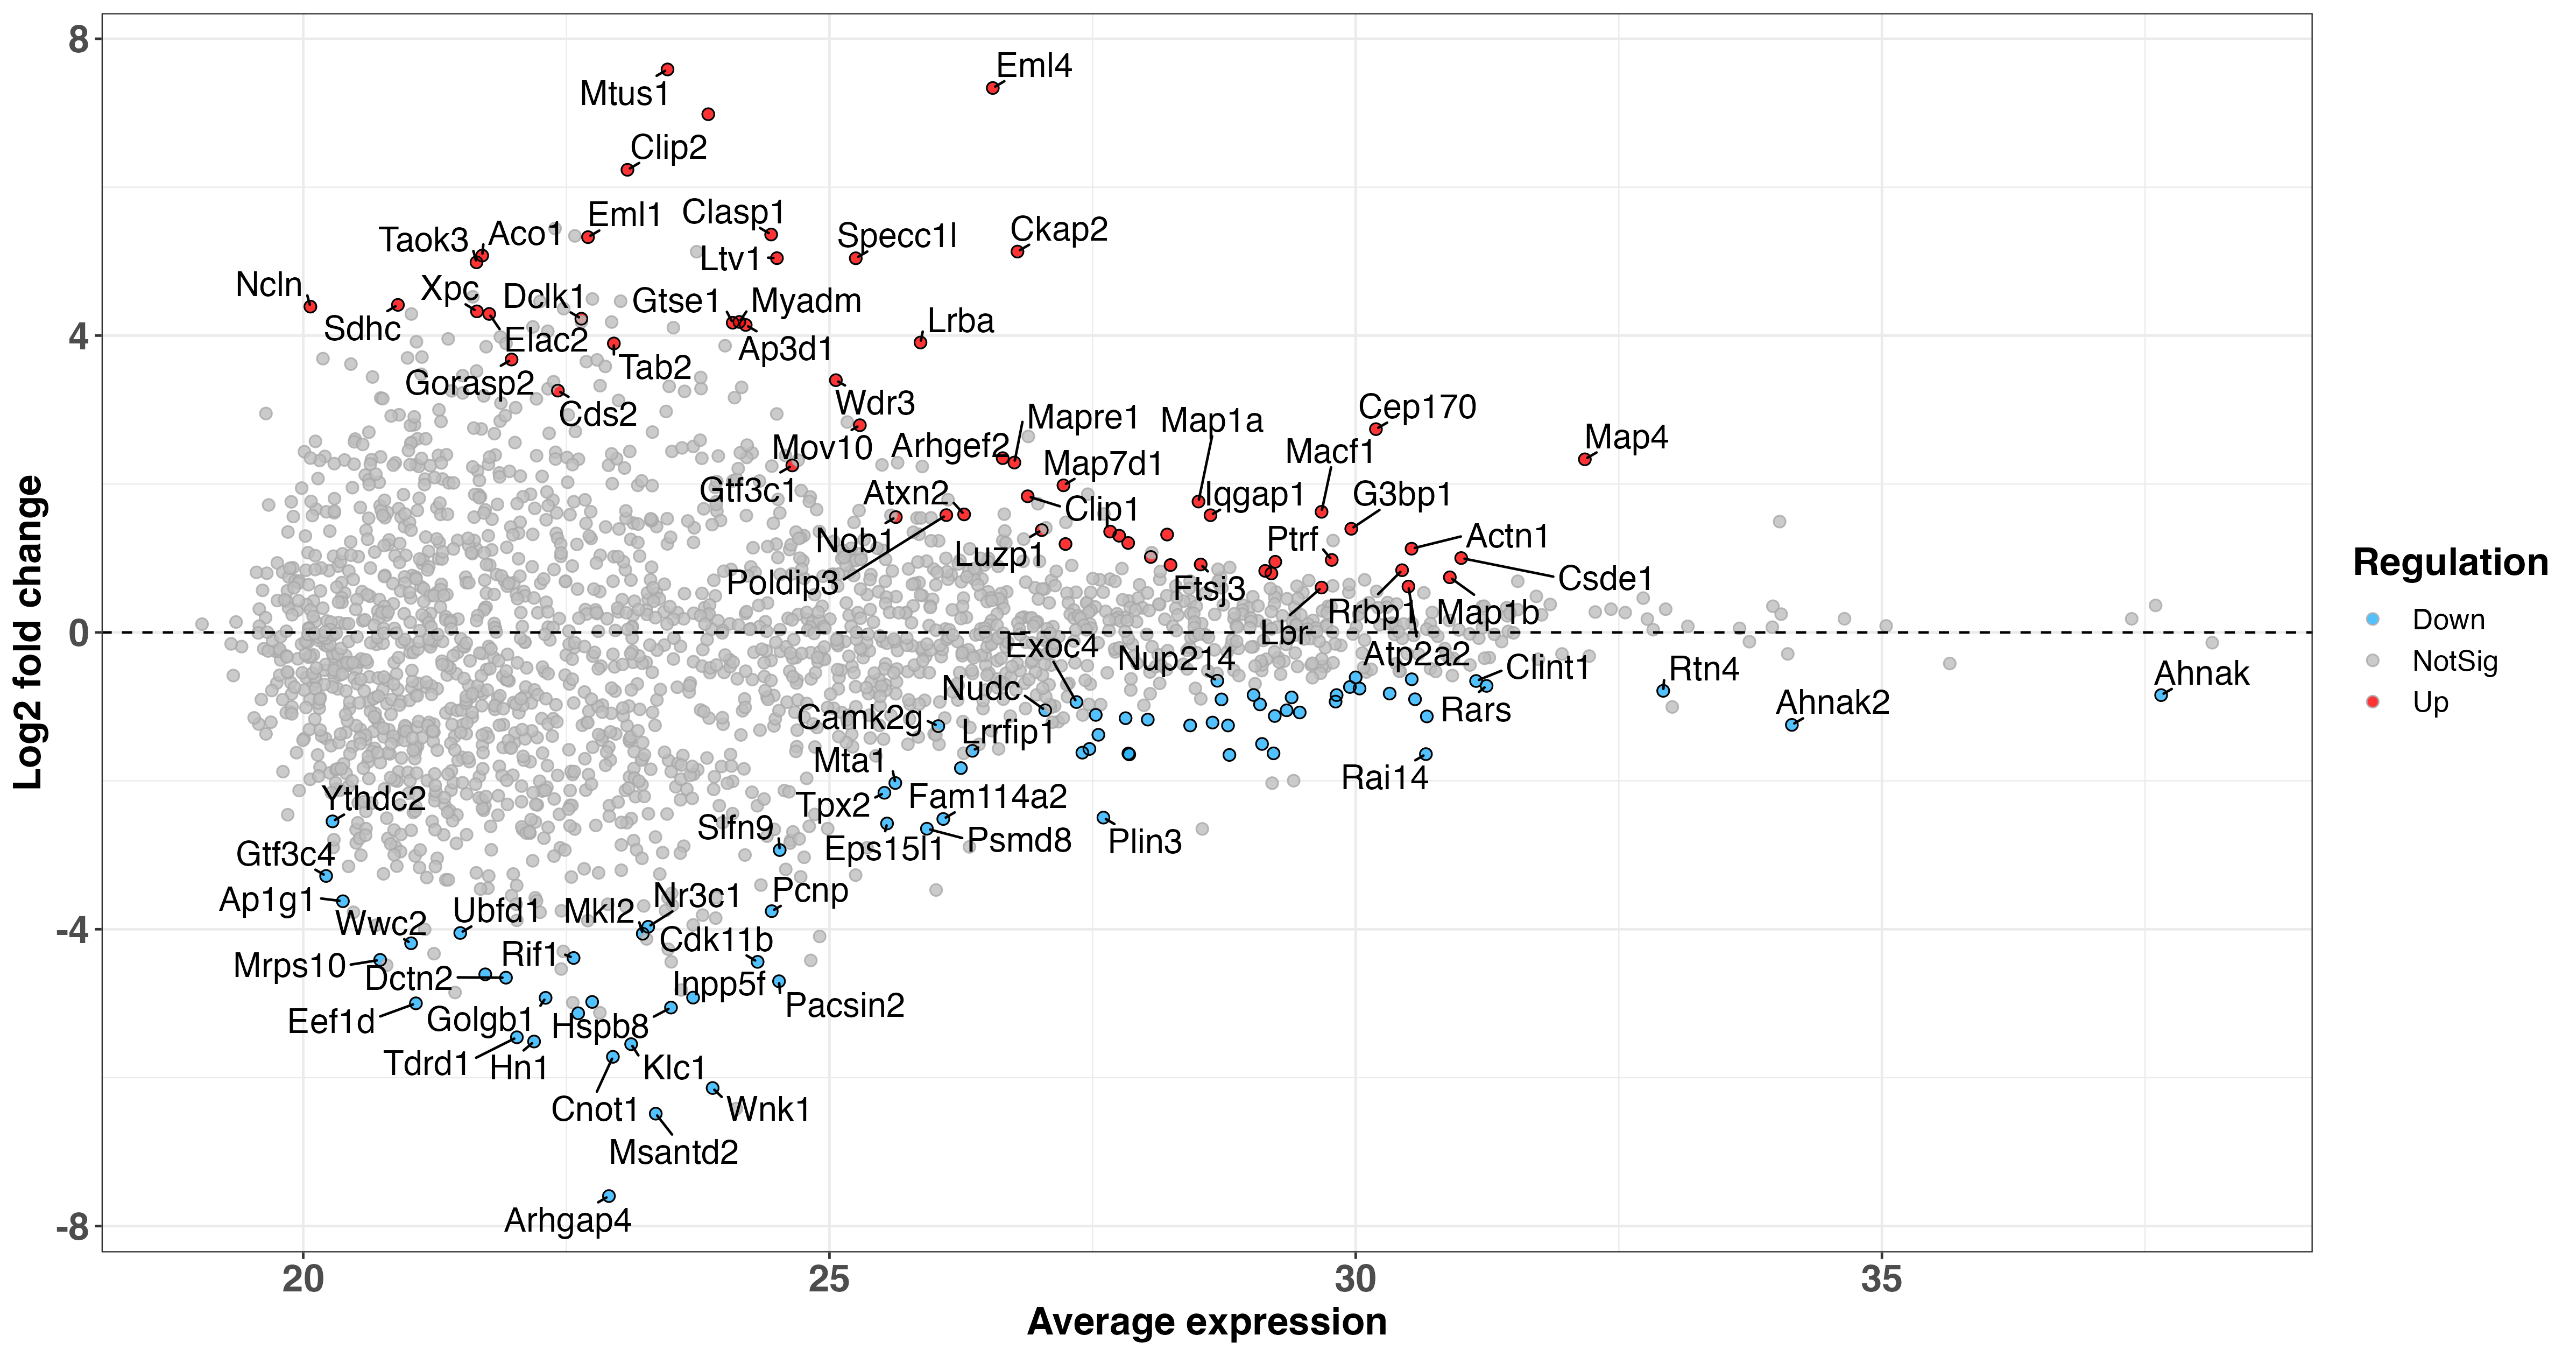 8
4
0
-4
-8
Log2 fold change
Mtus1
Eml4
Clip2
Eml1
Clasp1
Taok3
Aco1
Specc1l
Ckap2
Ltv1
Ncln
Xpc
Dclk1
Gtse1
Myadm
Sdhc
Elac2
Ap3d1
Lrba
Tab2
Gorasp2
Cds2
Wdr3
Mov10
Arhgef2
Mapre1
Map1a
Cep170
Map4
Macf1
Map7d1
Gtf3c1
Atxn2
Clip1
Iqgap1
G3bp1
Nob1
Luzp1
Ptrf
Actn1
Poldip3
Ftsj3
Csde1
Rrbp1
Map1b
Lbr
Exoc4
Nup214
Atp2a2
Clint1
Rtn4
Ahnak
Nudc
Camk2g
Lrrfip1
Rars
Ahnak2
Mta1
Rai14
Ythdc2
Tpx2
Fam114a2
Slfn9
Eps15l1
Psmd8
Plin3
Gtf3c4
Ap1g1
Nr3c1
Pcnp
Wwc2
Ubfd1
Mkl2
Cdk11b
Mrps10
Dctn2
Rif1
Inpp5f
Pacsin2
Eef1d
Golgb1
Hspb8
Tdrd1
Hn1
Klc1
Cnot1
Wnk1
Msantd2
Arhgap4
20
25
30
35
Average expression
Regulation
Down
NotSig
Up